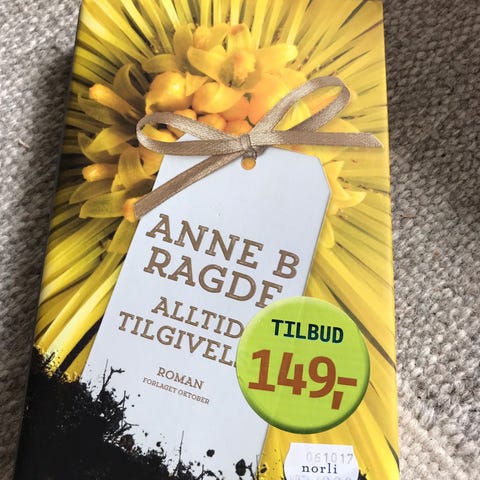 ANNE B
RAGDE
ALLTID
TILGIVEL
ROMAN
FORLAGET OKTOBER
TILBUD
149,-
061017
norli